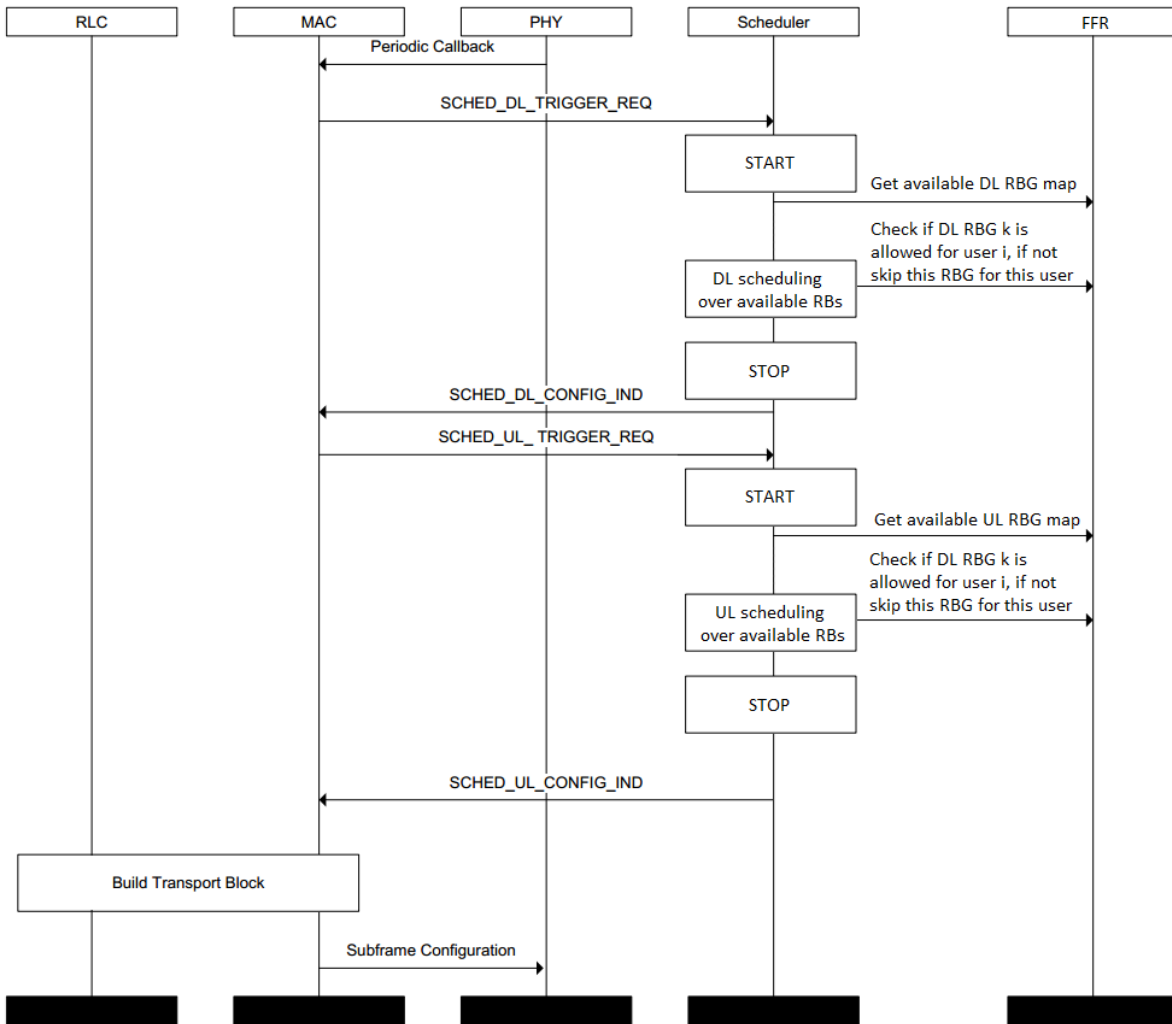 RLC
MAC
PHY
Scheduler
FFR
Periodic Callback
SCHED_DL_TRIGGER_REQ
START
Get available DL RBG map
Check if DL RBG k is
allowed for user i, if not
skip this RBG for this user
DL scheduling
over available RBs
STOP
SCHED_DL_CONFIG_IND
SCHED_UL_ TRIGGER_REQ
START
Get available UL RBG map
Check if DL RBG k is
allowed for user i, if not
skip this RBG for this user
UL scheduling
over available RBs
STOP
SCHED_UL_CONFIG_IND
Build Transport Block
Subframe Configuration